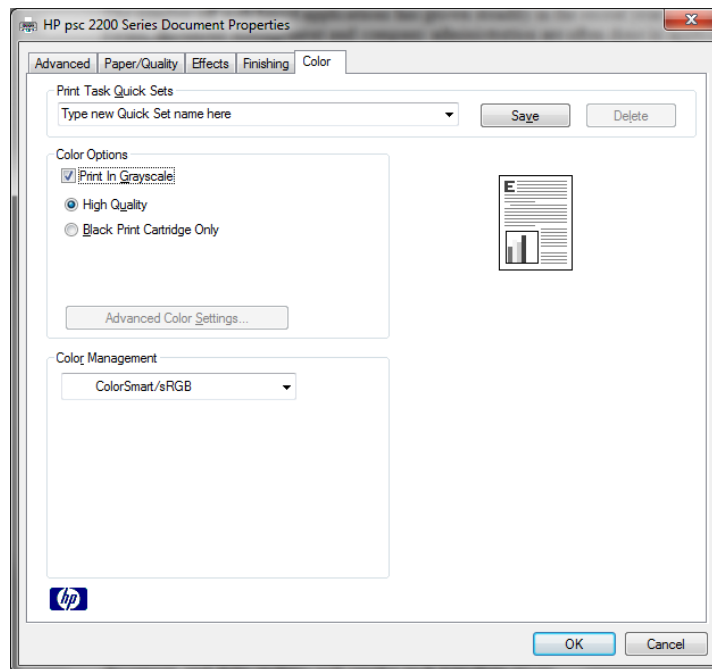 HP psc 2200 Series Document Properties
Advanced Paper/Quality Effects Finishing Color
Print Task Quick Sets
Type new Quick Set name here Save Delete
Color Options
Print In Grayscale
High Quality
Black Print Cartridge Only
E
Advanced Color Settings...
Color Management
ColorSmart/sRGB
hp
OK Cancel